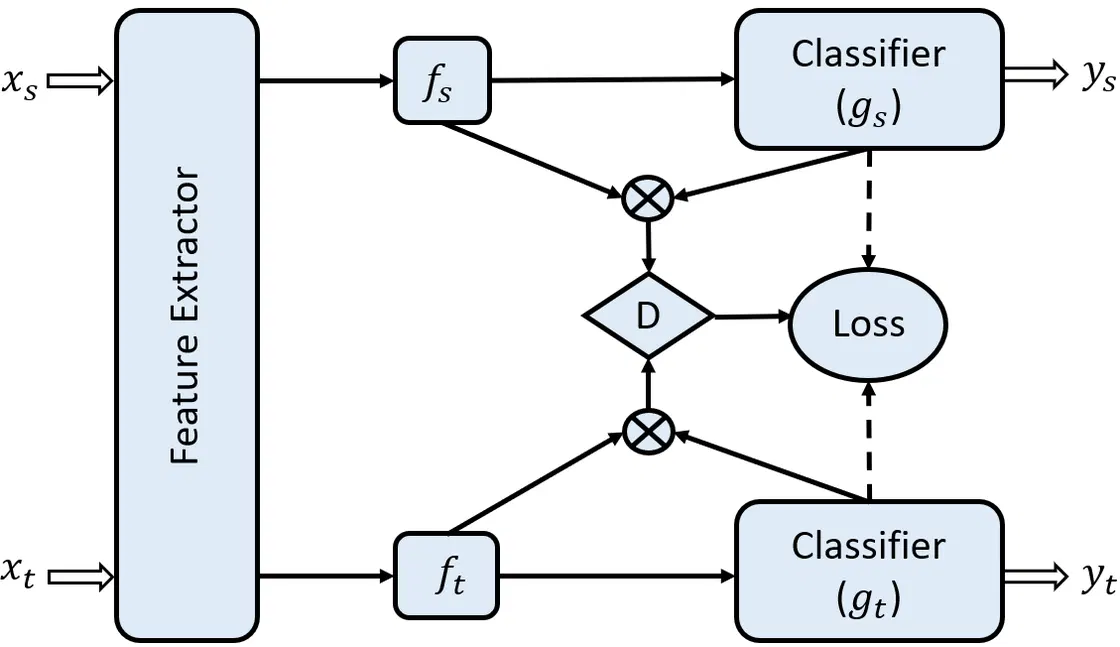 x_s
Feature Extractor
f_s
Classifier
(g_s)
y_s
D
Loss
x_t
f_t
Classifier
(g_t)
y_t